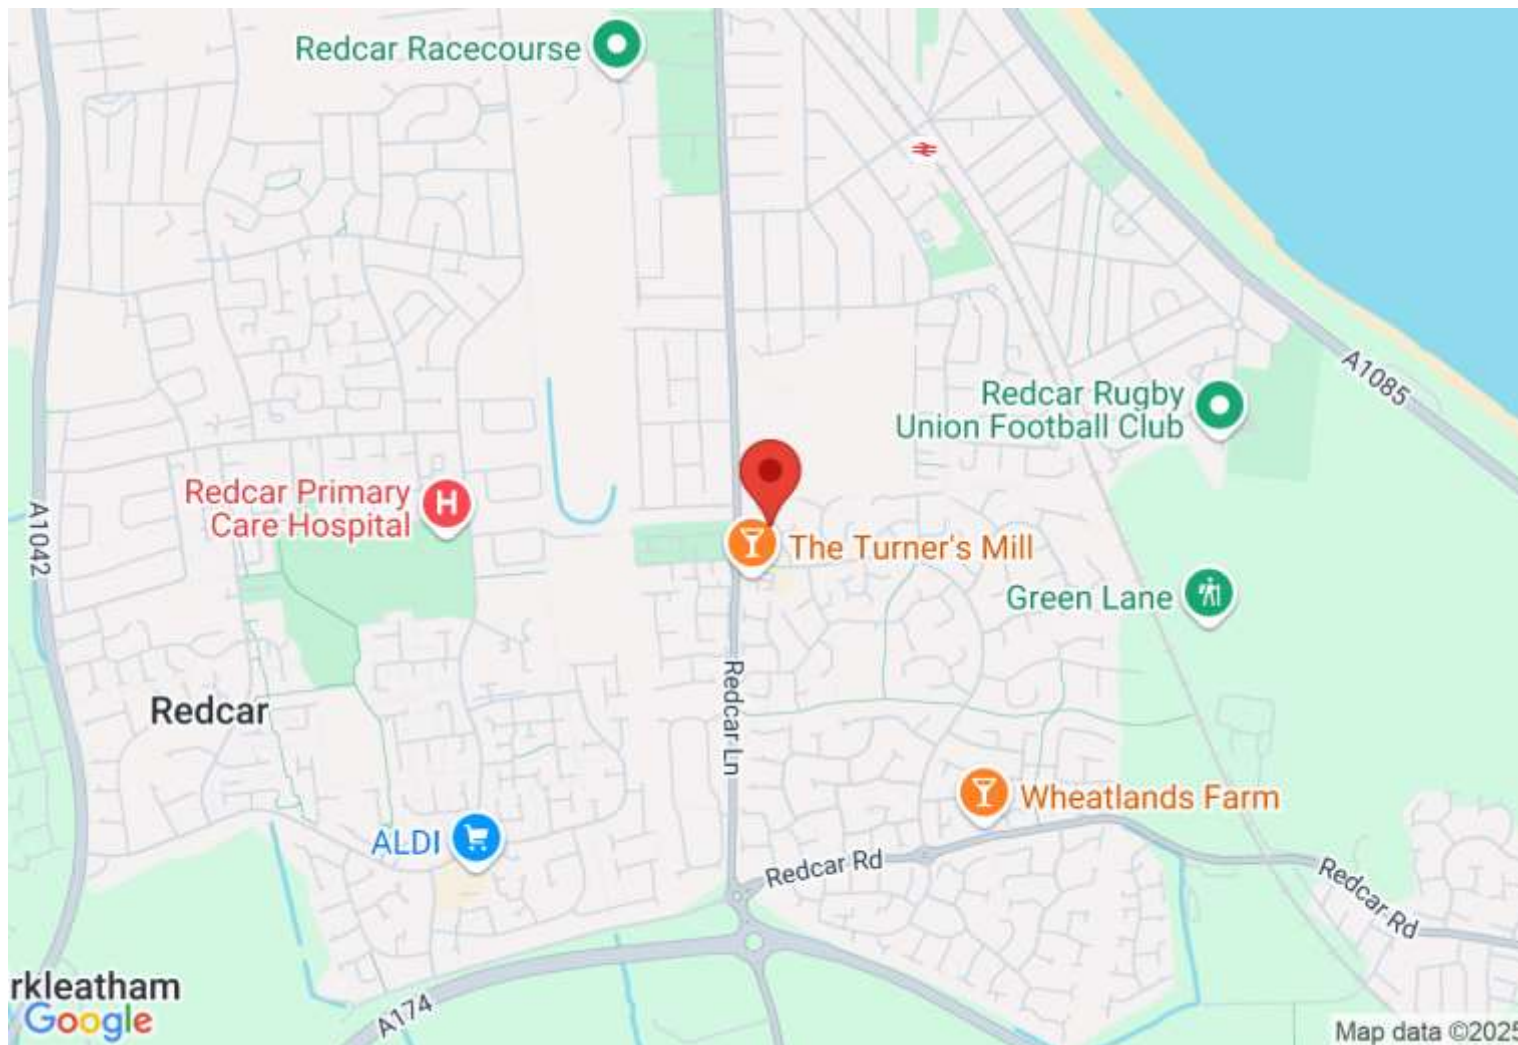 Redcar Racecourse
A1085
Redcar Rugby
Union Football Club
Redcar Primary
Care Hospital
H
A1042
The Turner's Mill
Green Lane
Redcar
Redcar Ln
Wheatlands Farm
ALDI
Redcar Rd
Redcar Rd
rkleatham
Google
A174
Map data ©2025